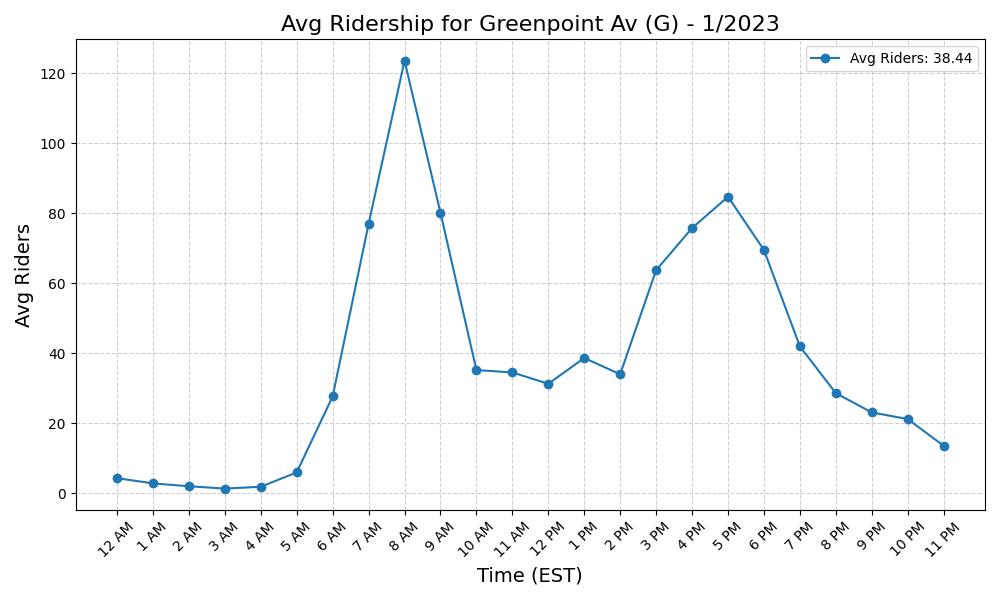 Avg Ridership for Greenpoint Av (G) - 1/2023
Avg Riders: 38.44
Avg Riders
120
100
80
60
40
20
0
12 AM
1 AM
2 AM
3 AM
4 AM
5 AM
6 AM
7 AM
8 AM
9 AM
10 AM
11 AM
12 PM
1 PM
2 PM
3 PM
4 PM
5 PM
6 PM
7 PM
8 PM
9 PM
10 PM
11 PM
Time (EST)